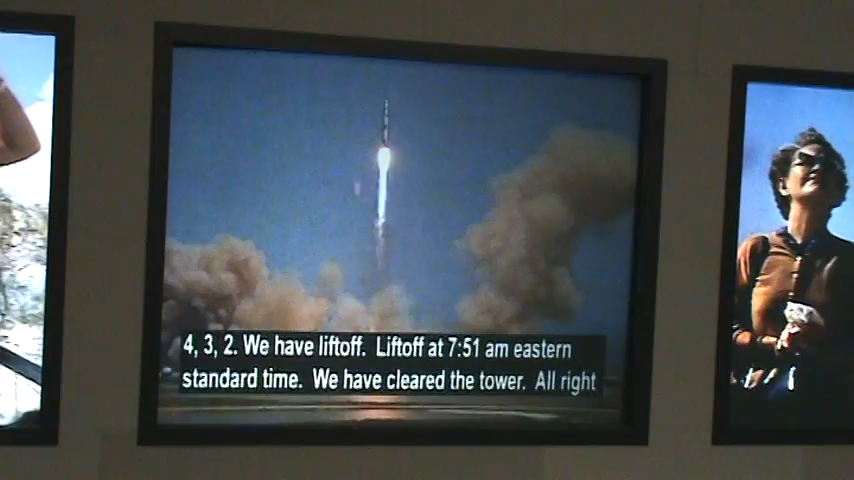 4, 3, 2. We have liftoff.  Liftoff at 7:51 am eastern
standard time.  We have cleared the tower.  All right